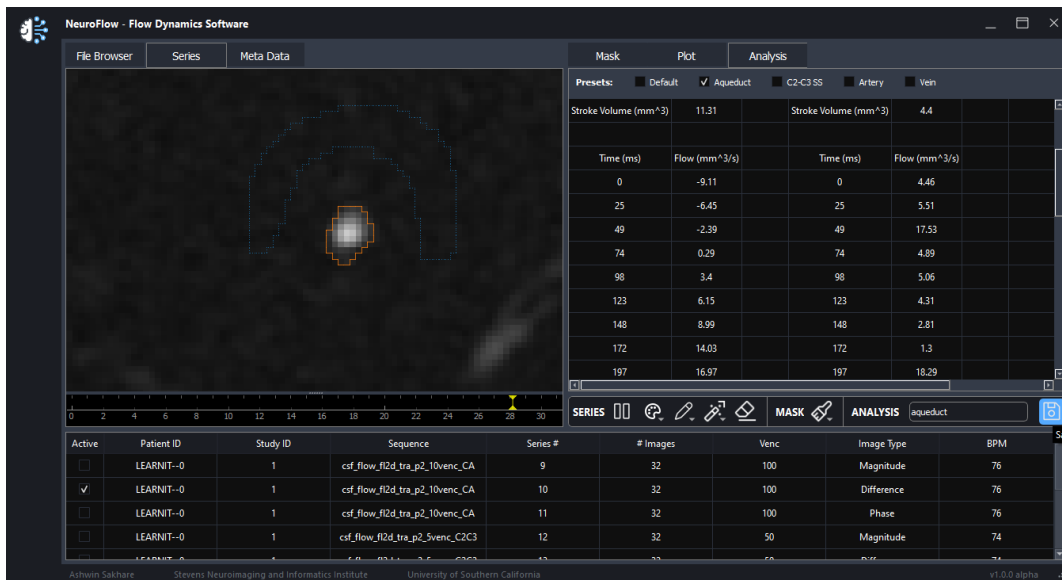 NeuroFlow - Flow Dynamics Software
File Browser Series Meta Data
Mask Plot Analysis
Presets: Default Aqueduct C2-C3 SS Artery Vein
Stroke Volume (mm^3) 11.31 Stroke Volume (mm^3) 4.4
Time (ms) Flow (mm^3/s) Time (ms) Flow (mm^3/s)
0 -9.11 0 4.46
25 -6.45 25 5.51
49 -2.39 49 17.53
74 0.29 74 4.89
98 3.4 98 5.06
123 6.15 123 4.31
148 8.99 148 2.81
172 14.03 172 1.3
197 16.97 197 18.29
0 2 4 6 8 10 12 14 16 18 20 22 24 26 28 30
SERIES MASK ANALYSIS aqueduct
Active Patient ID Study ID Sequence Series # # Images Venc Image Type BPM
LEARNIT--0 1 csf_flow_fl2d_tra_p2_10venc_CA 9 32 100 Magnitude 76
LEARNIT--0 1 csf_flow_fl2d_tra_p2_10venc_CA 10 32 100 Difference 76
LEARNIT--0 1 csf_flow_fl2d_tra_p2_10venc_CA 11 32 100 Phase 76
LEARNIT--0 1 csf_flow_fl2d_tra_p2_5venc_C2C3 12 32 50 Magnitude 74
Ashwin Sakhare Stevens Neuroimaging and Informatics Institute University of Southern California v1.0.0 alpha